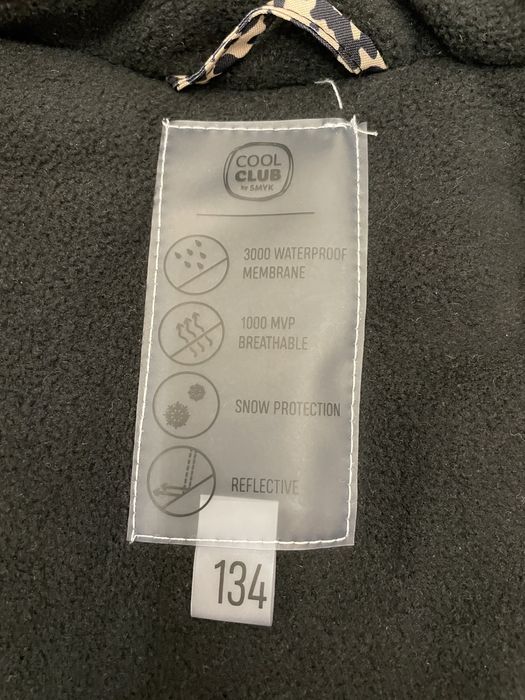 COOL
CLUB
by SMYK
3000 WATERPROOF
MEMBRANE
1000 MVP
BREATHABLE
SNOW PROTECTION
REFLECTIVE
134